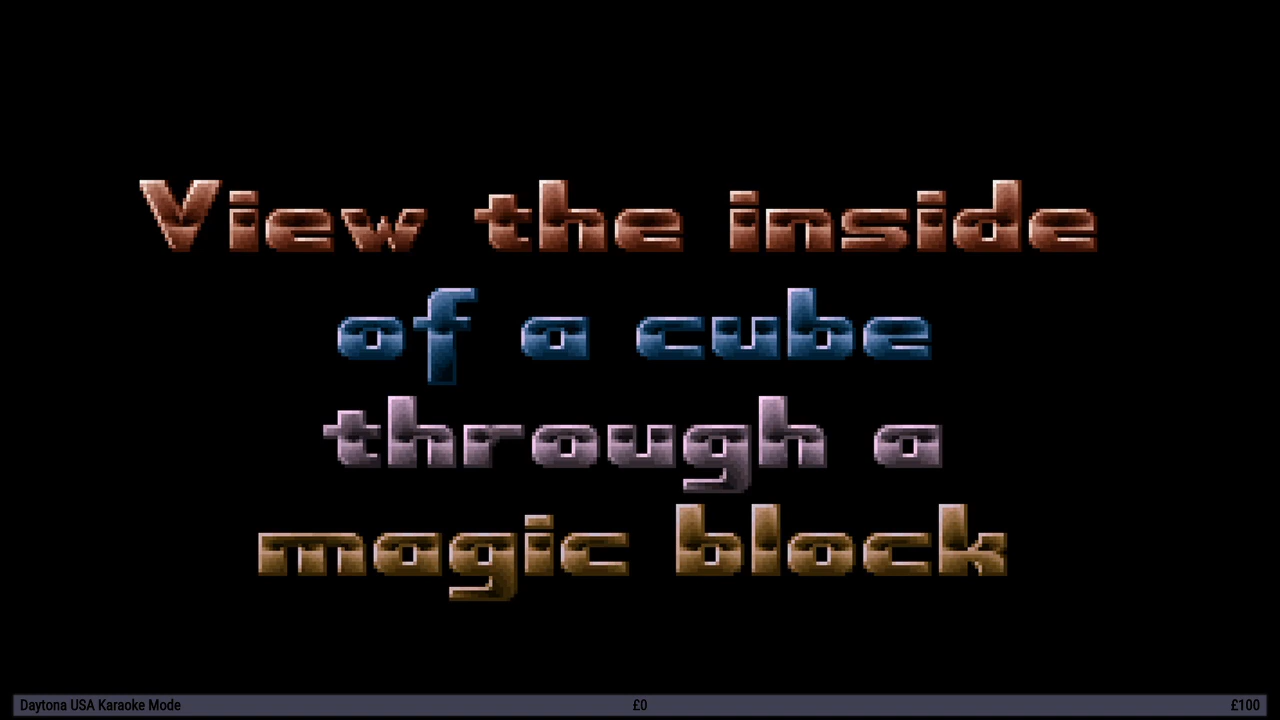 View the inside
of a cube
through a
magic block
Daytona USA Karaoke Mode £0 £100